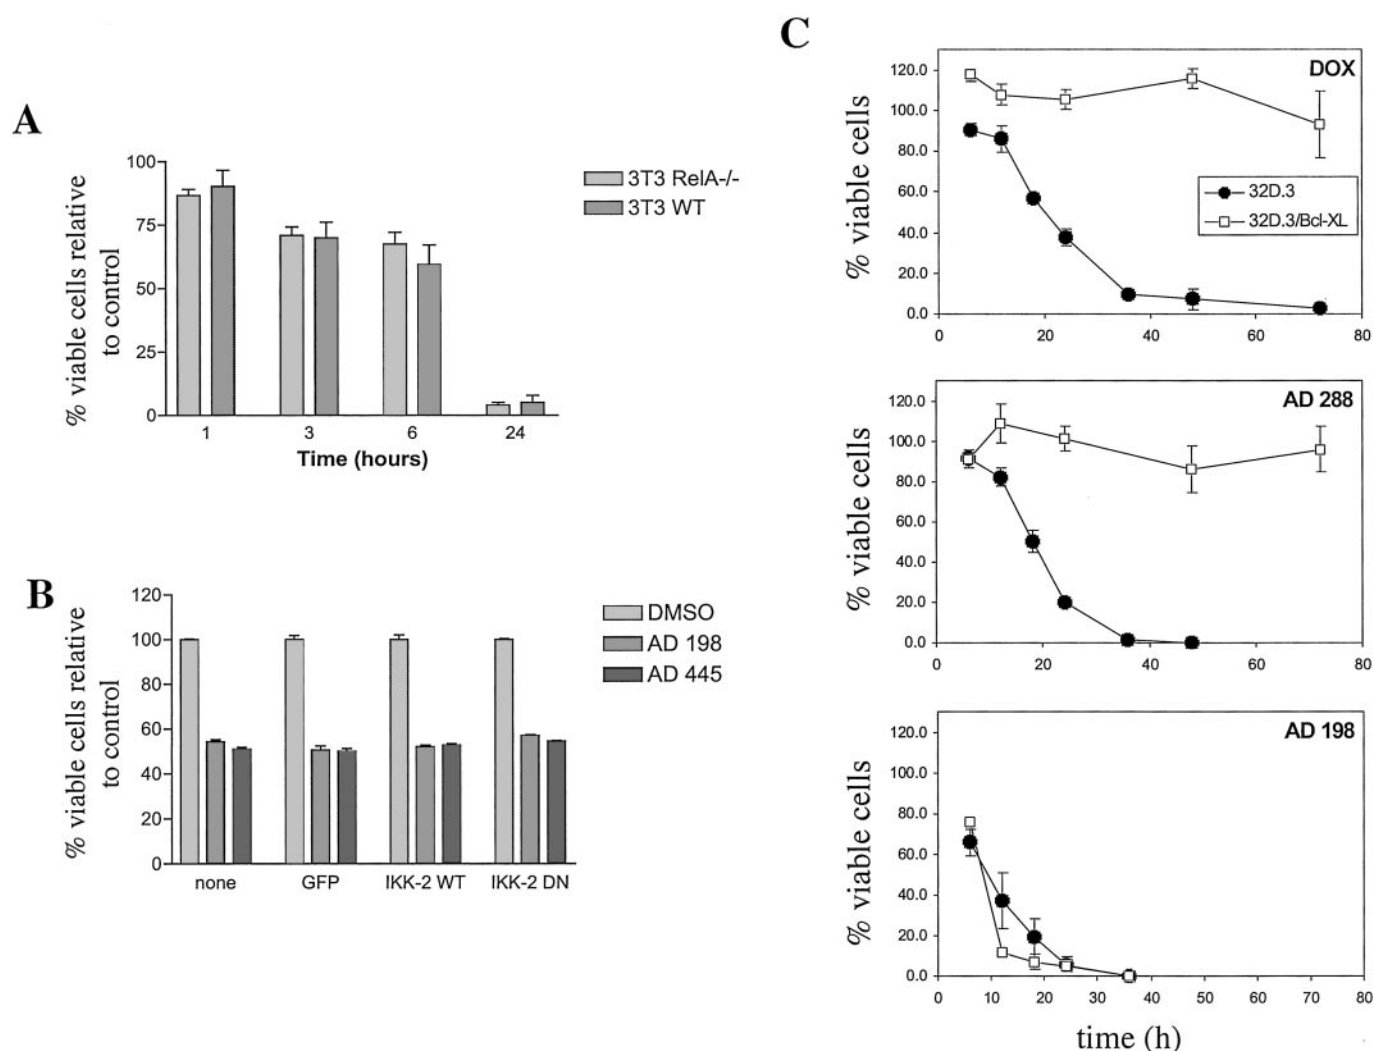 A
% viable cells relative
to control
100
75
50
25
0
1 3 6 24
Time (hours)
3T3 RelA-/-
3T3 WT
B
% viable cells relative
to control
120
100
80
60
40
20
0
none GFP IKK-2 WT IKK-2 DN
DMSO
AD 198
AD 445
C
% viable cells
120.0
100.0
80.0
60.0
40.0
20.0
0.0
0 20 40 60 80
DOX
32D.3
32D.3/Bcl-XL
% viable cells
120.0
100.0
80.0
60.0
40.0
20.0
0.0
0 20 40 60 80
AD 288
% viable cells
120.0
100.0
80.0
60.0
40.0
20.0
0.0
0 10 20 30 40 50 60 70 80
AD 198
time (h)